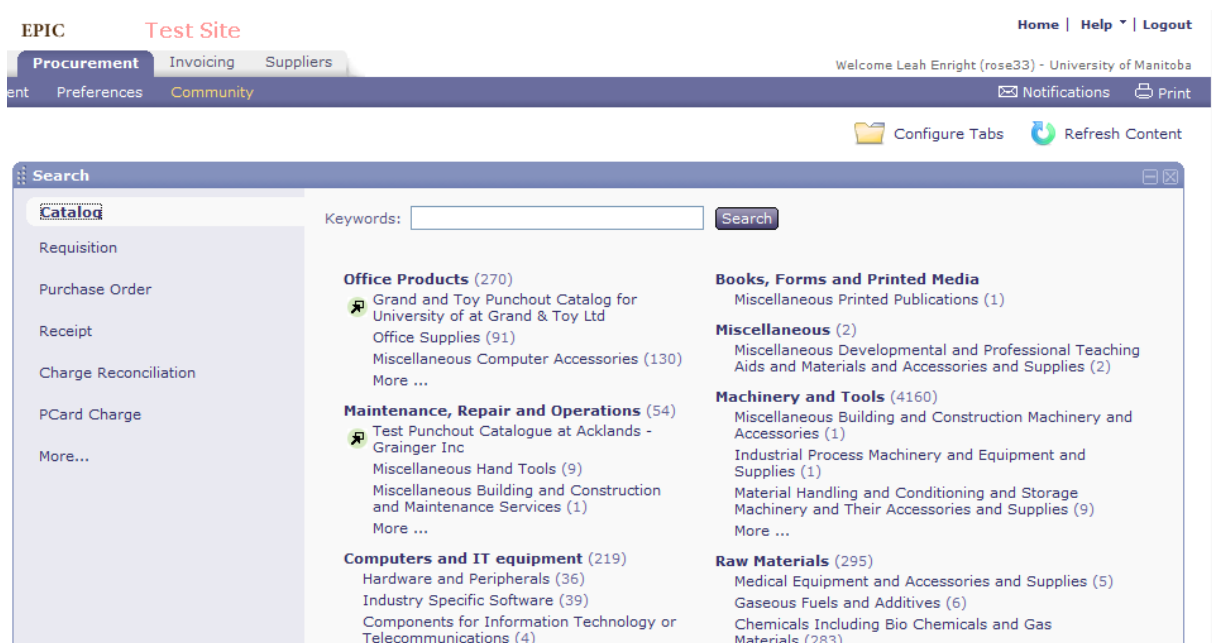 EPIC Test Site
Home | Help | Logout
Procurement Invoicing Suppliers
Welcome Leah Enright (rose33) - University of Manitoba
ent Preferences Community
Notifications Print
Configure Tabs Refresh Content
Search
Catalog
Requisition
Purchase Order
Receipt
Charge Reconciliation
PCard Charge
More...
Keywords: Search
Office Products (270)
Grand and Toy Punchout Catalog for
University of at Grand & Toy Ltd
Office Supplies (91)
Miscellaneous Computer Accessories (130)
More ...
Maintenance, Repair and Operations (54)
Test Punchout Catalogue at Acklands -
Grainger Inc
Miscellaneous Hand Tools (9)
Miscellaneous Building and Construction
and Maintenance Services (1)
More ...
Computers and IT equipment (219)
Hardware and Peripherals (36)
Industry Specific Software (39)
Components for Information Technology or
Telecommunications (4)
Books, Forms and Printed Media
Miscellaneous Printed Publications (1)
Miscellaneous (2)
Miscellaneous Developmental and Professional Teaching
Aids and Materials and Accessories and Supplies (2)
Machinery and Tools (4160)
Miscellaneous Building and Construction Machinery and
Accessories (1)
Industrial Process Machinery and Equipment and
Supplies (1)
Material Handling and Conditioning and Storage
Machinery and Their Accessories and Supplies (9)
More ...
Raw Materials (295)
Medical Equipment and Accessories and Supplies (5)
Gaseous Fuels and Additives (6)
Chemicals Including Bio Chemicals and Gas
Materials (283)